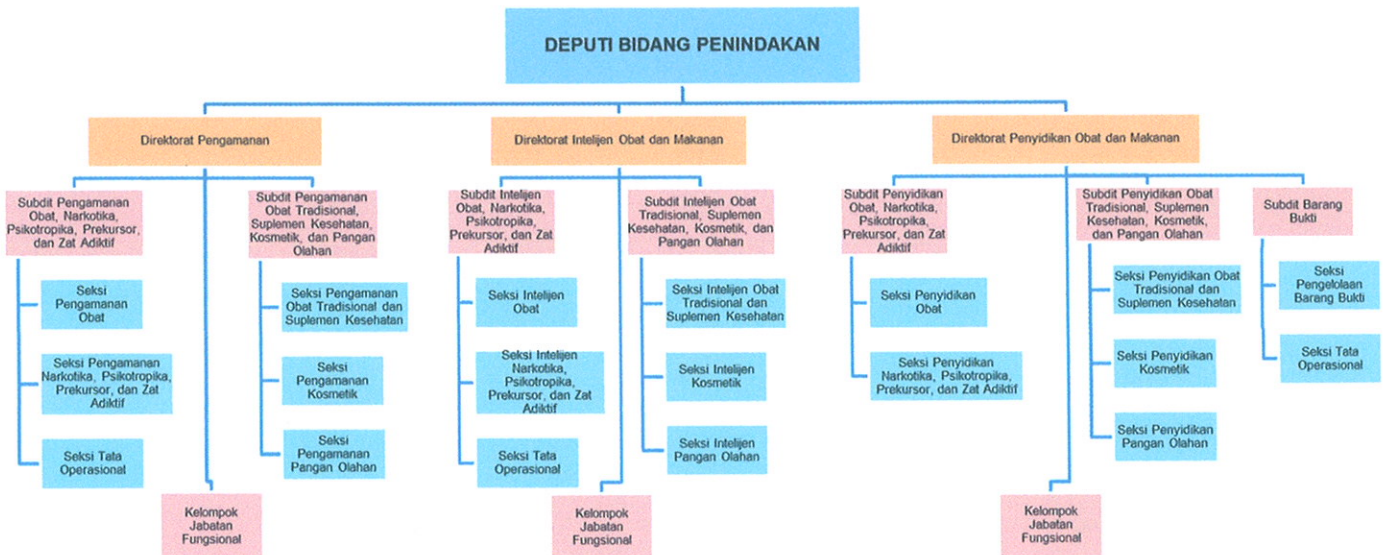 DEPUTI BIDANG PENINDAKAN
Direktorat Pengamanan
Direktorat Intelijen Obat dan Makanan
Direktorat Penyidikan Obat dan Makanan
Subdit Pengamanan
Obat, Narkotika,
Psikotropika, Prekursor,
dan Zat Adiktif
Subdit Pengamanan
Obat Tradisional,
Suplemen Kesehatan,
Kosmetik, dan Pangan
Olahan
Subdit Intelijen
Obat, Narkotika,
Psikotropika,
Prekursor, dan Zat
Adiktif
Subdit Intelijen Obat
Tradisional, Suplemen
Kesehatan, Kosmetik, dan
Pangan Olahan
Subdit Penyidikan
Obat, Narkotika,
Psikotropika,
Prekursor, dan Zat
Adiktif
Subdit Penyidikan Obat
Tradisional, Suplemen
Kesehatan, Kosmetik,
dan Pangan Olahan
Subdit Barang
Bukti
Seksi
Pengamanan
Obat
Seksi Pengamanan
Obat Tradisional dan
Suplemen Kesehatan
Seksi Intelijen
Obat
Seksi Intelijen Obat
Tradisional dan
Suplemen Kesehatan
Seksi Penyidikan
Obat
Seksi Penyidikan Obat
Tradisional dan
Suplemen Kesehatan
Seksi
Pengelolaan
Barang Bukti
Seksi Pengamanan
Narkotika, Psikotropika,
Prekursor, dan Zat
Adiktif
Seksi
Pengamanan
Kosmetik
Seksi Intelijen
Narkotika,
Psikotropika,
Prekursor, dan Zat
Adiktif
Seksi Intelijen
Kosmetik
Seksi Penyidikan
Narkotika, Psikotropika,
Prekursor, dan Zat Adiktif
Seksi Penyidikan
Kosmetik
Seksi Tata
Operasional
Seksi Tata
Operasional
Seksi
Pengamanan
Pangan Olahan
Seksi Tata
Operasional
Seksi Intelijen
Pangan Olahan
Seksi Penyidikan
Pangan Olahan
Kelompok
Jabatan
Fungsional
Kelompok
Jabatan
Fungsional
Kelompok
Jabatan
Fungsional